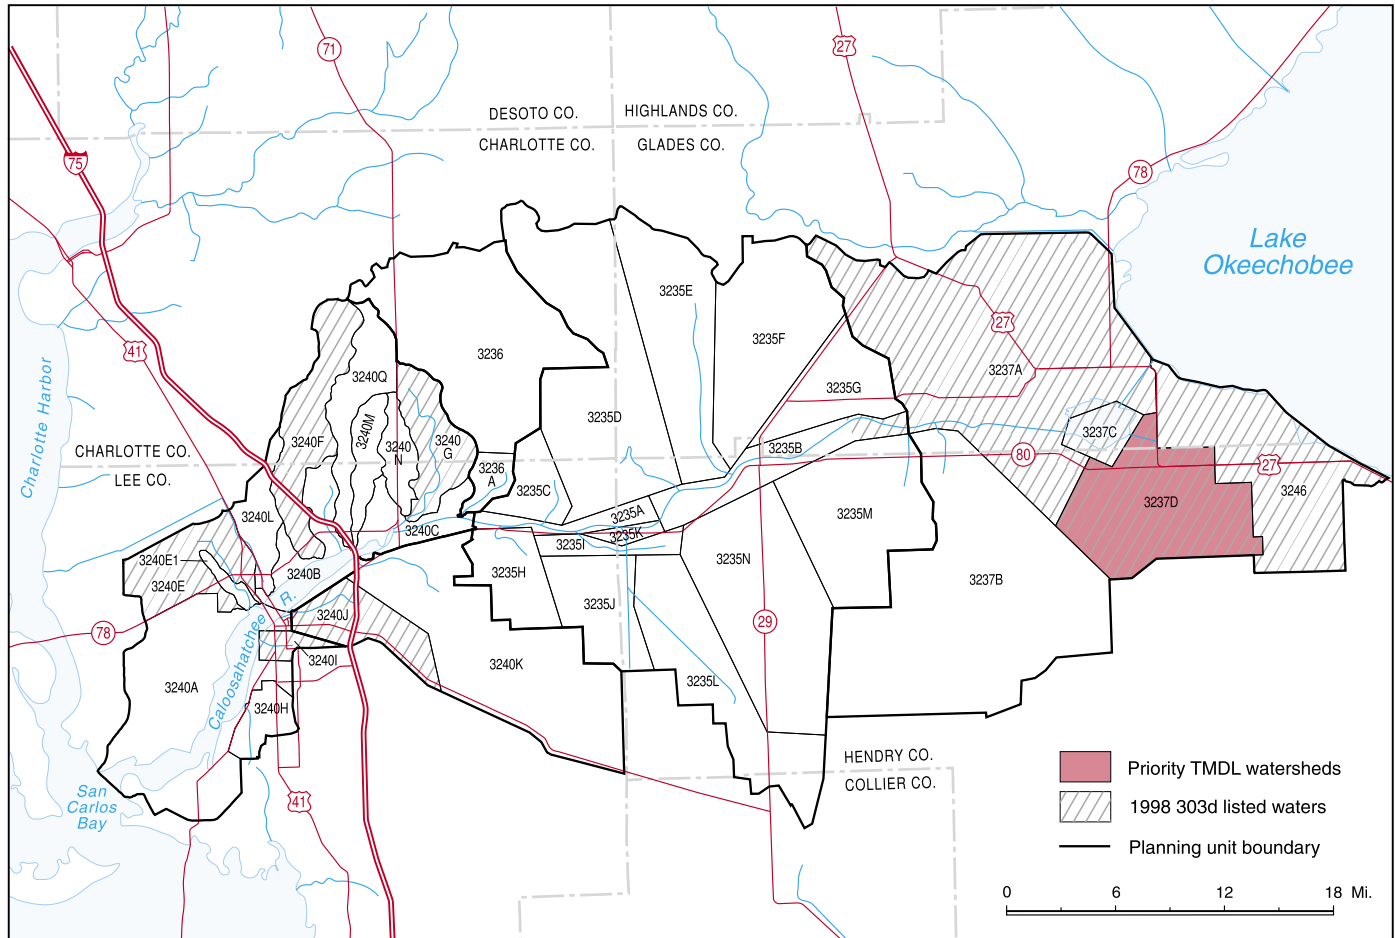 71
27
DESOTO CO.
HIGHLANDS CO.
CHARLOTTE CO.
GLADES CO.
75
78
Lake
Okeechobee
3235E
27
3235F
41
3236
3237A
3240Q
3235G
Charlotte Harbor
3235D
3240M
3237C
3240F
3240
N
3240
G
3235B
CHARLOTTE CO.
80
27
LEE CO.
3236
A
3235C
3246
3237D
3240L
3235A
3235M
3240C
3235K
3235I
3240E1
3235N
3240B
3235H
3237B
3240E
R.
3235J
3240J
29
78
Caloosahatchee
3240I
3240K
3240A
3235L
3240H
HENDRY CO.
COLLIER CO.
Priority TMDL watersheds
San
Carlos
Bay
41
1998 303d listed waters
Planning unit boundary
0 6 12 18 Mi.